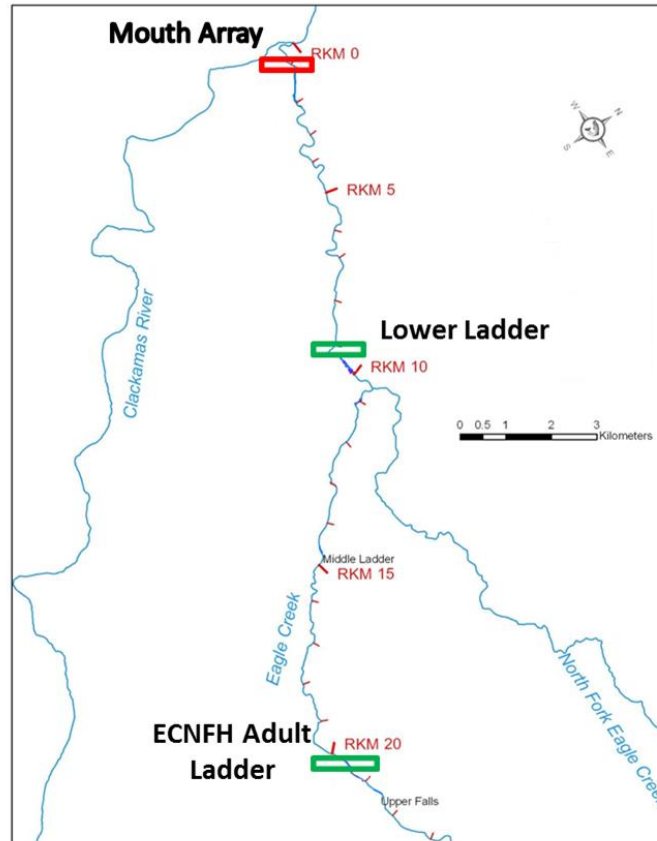 Mouth Array
RKM 0
W
N
S
E
RKM 5
Clackamas River
Lower Ladder
RKM 10
0 0.5 1 2 3
Kilometers
Middle Ladder
RKM 15
Eagle Creek
North Fork Eagle Creek
ECNFH Adult
Ladder
RKM 20
Upper Falls